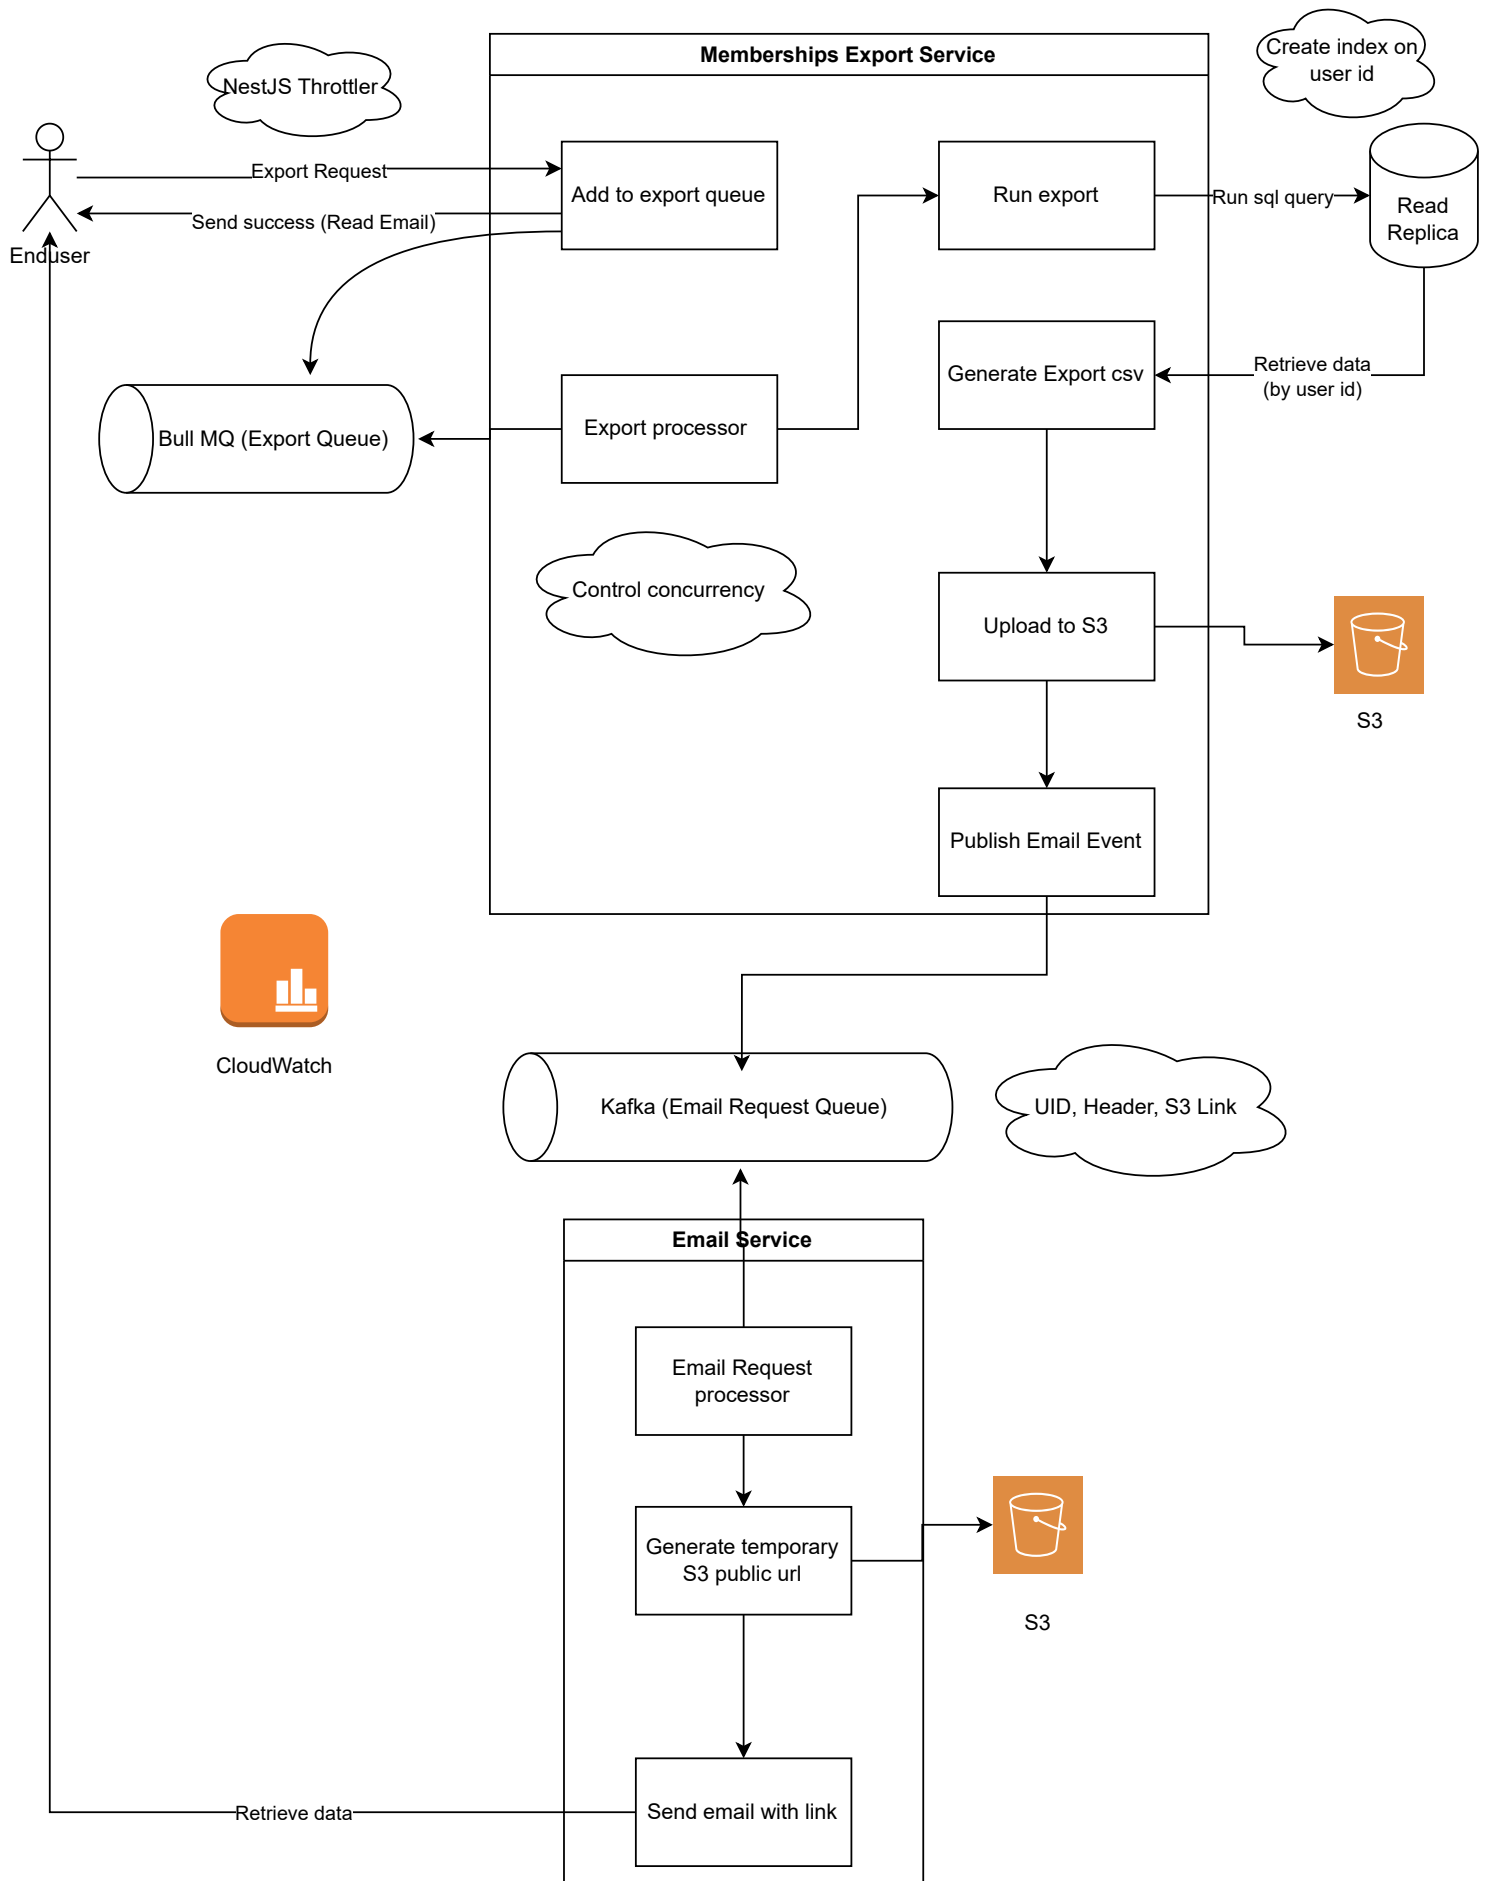 Memberships Export Service
Create index on
user id
NestJS Throttler
Export Request
Add to export queue
Run export
Run sql query
Read
Replica
Send success (Read Email)
Enduser
Generate Export csv
Retrieve data
(by user id)
Bull MQ (Export Queue)
Export processor
Control concurrency
Upload to S3
S3
Publish Email Event
CloudWatch
Kafka (Email Request Queue)
UID, Header, S3 Link
Email Service
Email Request
processor
Generate temporary
S3 public url
S3
Send email with link
Retrieve data